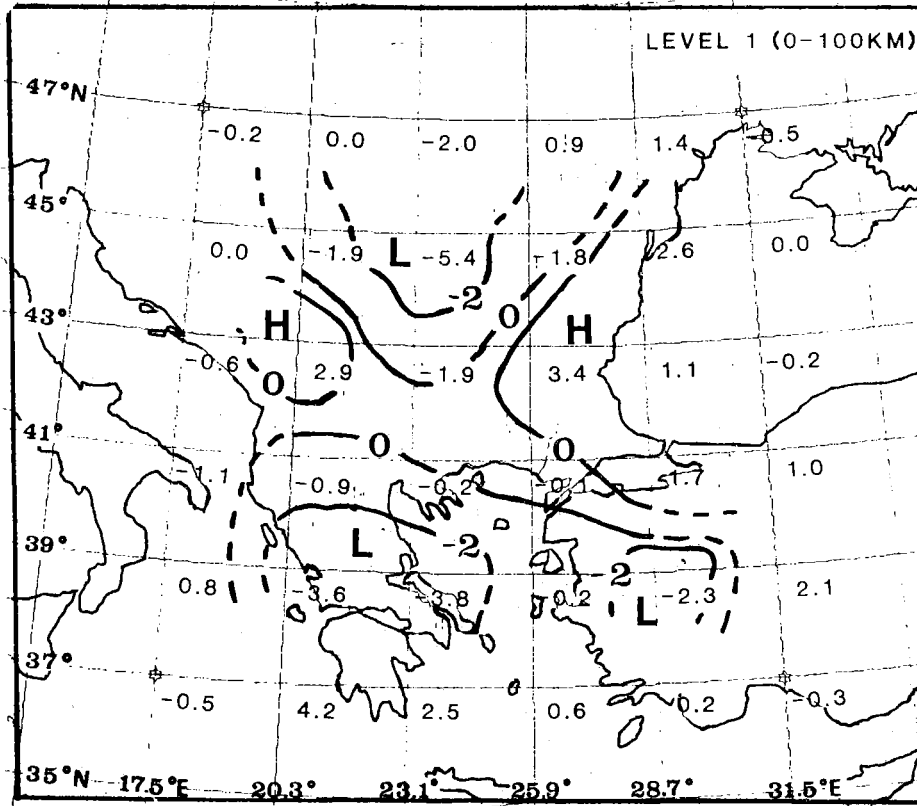 LEVEL 1 (0-100KM)
47°N
-0.2 0.0 -2.0 0.9 1.4 -0.5
45°
0.0 -1.9 L -5.4 -1.8 2.6 0.0
-2 0
43° H H
-0.6 2.9 -1.9 3.4 1.1 -0.2
0
41° 0 0
-1.1 -0.9 -0.2 -0.1 1.7 1.0
39° L -2
0.8 -3.6 -3.8 0.2 -2 -2.3 2.1
L
37°
-0.5 4.2 2.5 0.6 0.2 -0.3
35°N 17.5°E 20.3° 23.1° 25.9° 28.7° 31.5°E